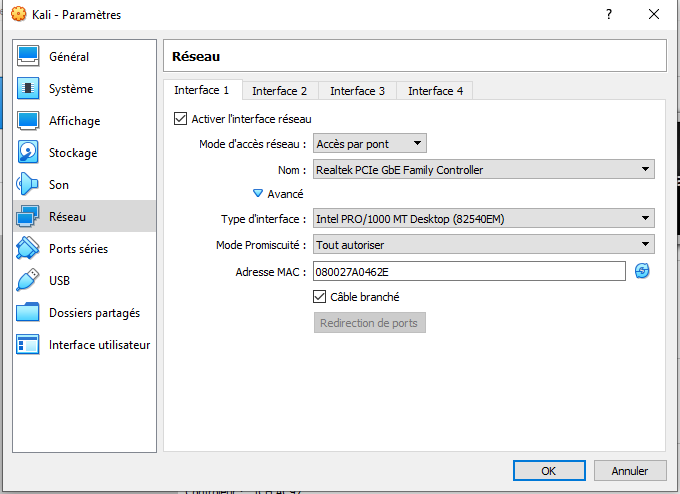 Kali - Paramètres
Général
Système
Affichage
Stockage
Son
Réseau
Ports séries
USB
Dossiers partagés
Interface utilisateur
Réseau
Interface 1 Interface 2 Interface 3 Interface 4
Activer l'interface réseau
Mode d'accès réseau : Accès par pont
Nom : Realtek PCIe GbE Family Controller
Avancé
Type d'interface : Intel PRO/1000 MT Desktop (82540EM)
Mode Promiscuité : Tout autoriser
Adresse MAC : 080027A0462E
Câble branché
Redirection de ports
OK Annuler